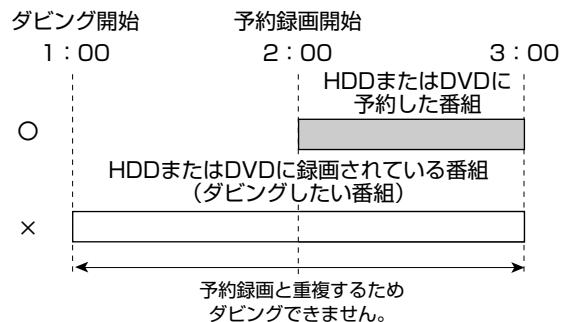 ダビング開始
予約録画開始
1:00
2:00
3:00
HDDまたはDVDに
予約した番組
○
HDDまたはDVDに録画されている番組
(ダビングしたい番組)
×
予約録画と重複するため
ダビングできません。